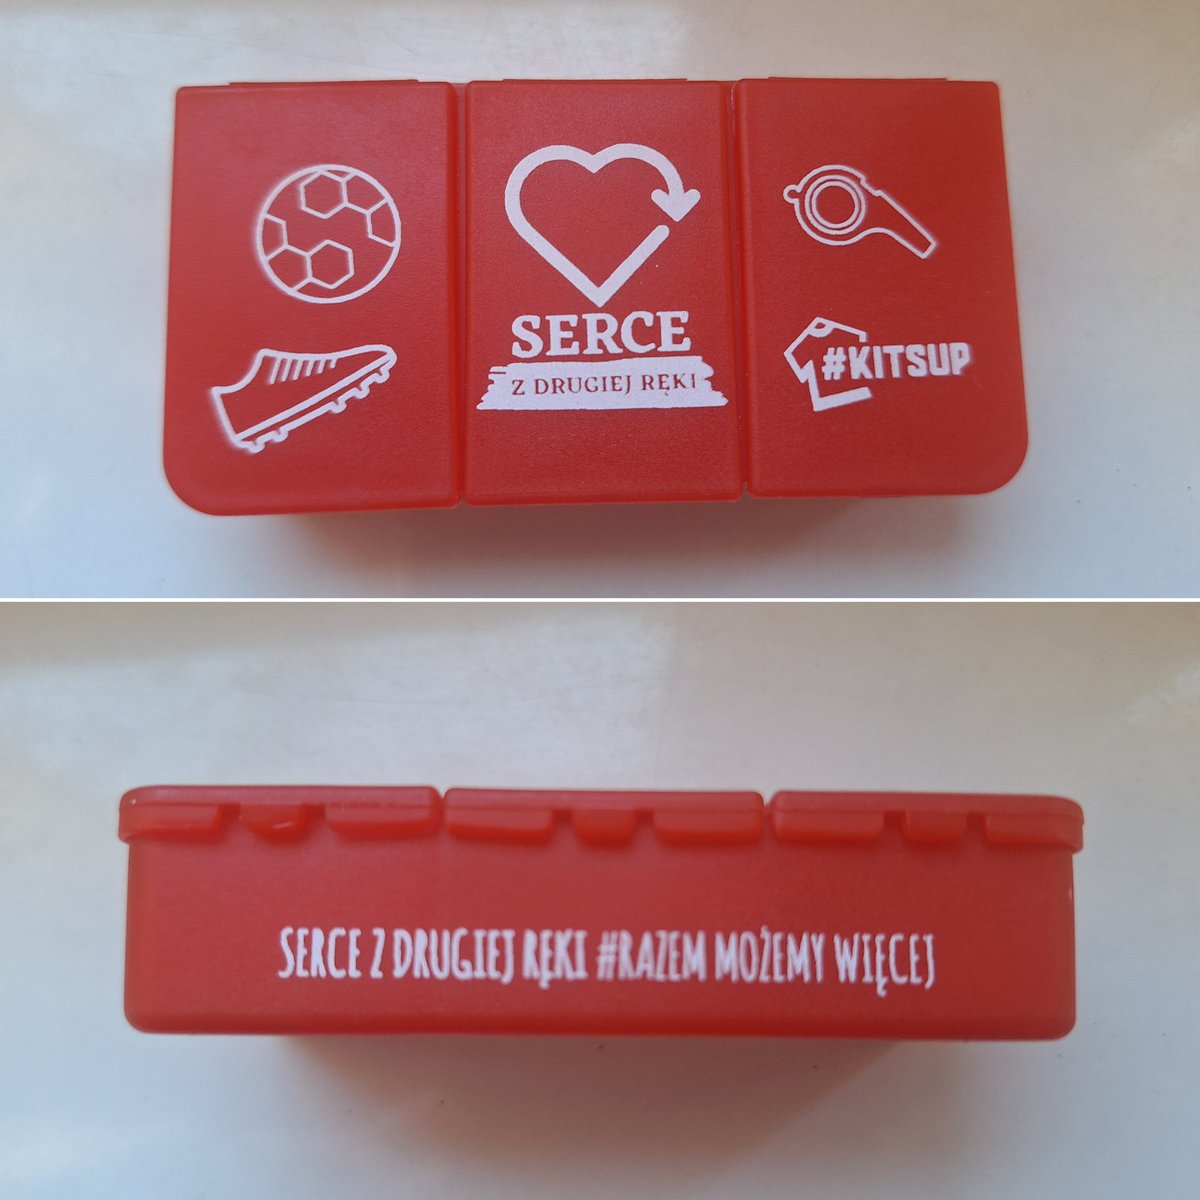 SERCE
Z DRUGIEJ RĘKI
#KITSUP
SERCE Z DRUGIEJ RĘKI #RAZEM MOŻEMY WIĘCEJ